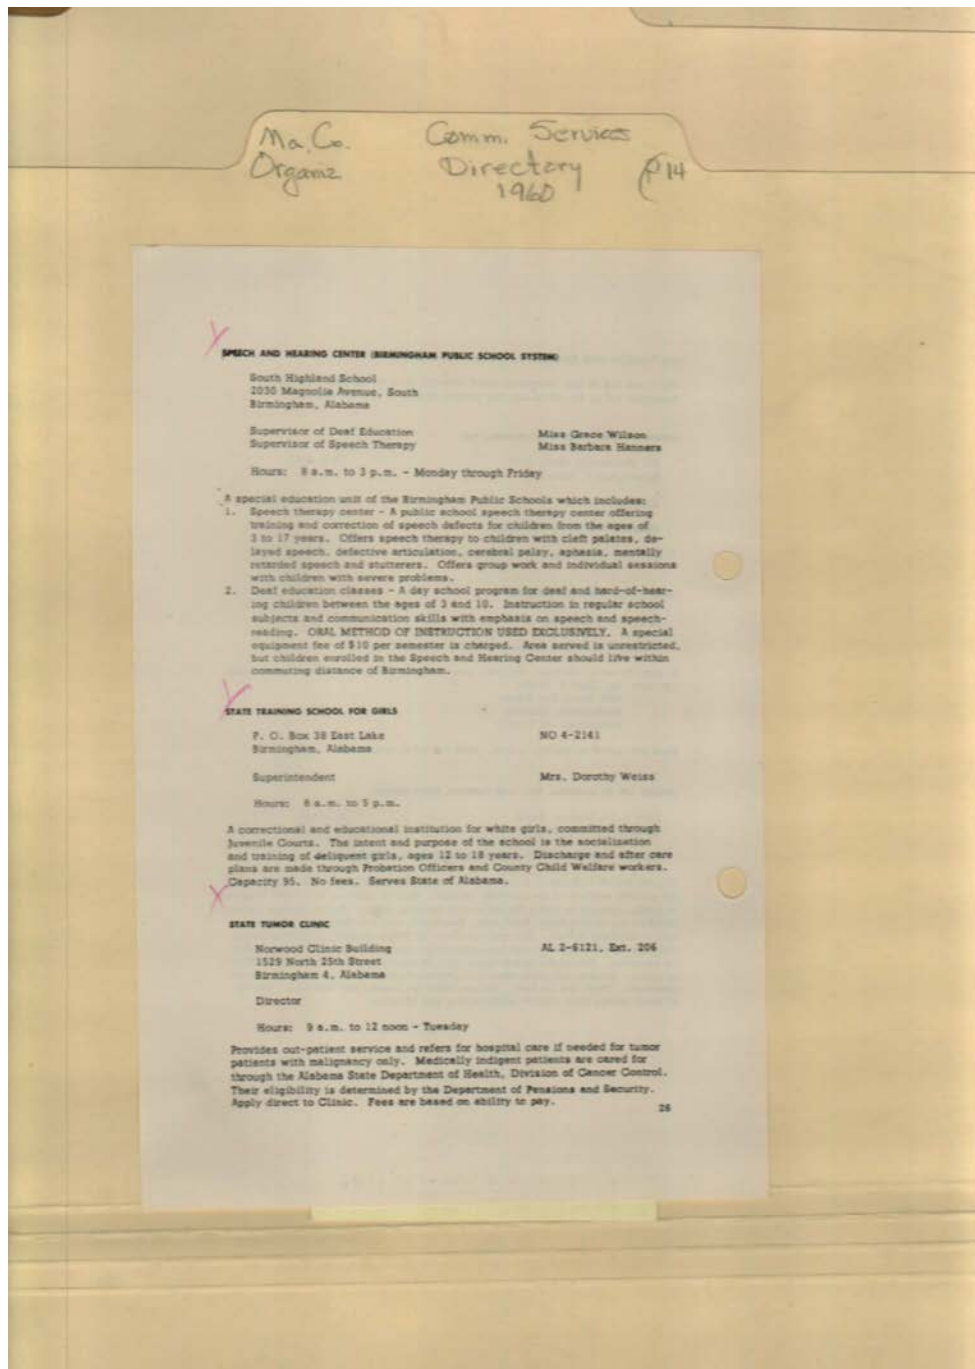 Ma. Co. Comm. Services
Organiz Directory p 14
1960
SPEECH AND HEARING CENTER (BIRMINGHAM PUBLIC SCHOOL SYSTEM)
South Highland School
2030 Magnolia Avenue, South
Birmingham, Alabama
Supervisor of Deaf Education Miss Grace Wilson
Supervisor of Speech Therapy Miss Barbara Hanners
Hours: 8 a.m. to 3 p.m. - Monday through Friday
A special education unit of the Birmingham Public Schools which includes:
1. Speech therapy center - A public school speech therapy center offering
training and correction of speech defects for children from the ages of
3 to 17 years. Offers speech therapy to children with cleft palates, de-
layed speech, defective articulation, cerebral palsy, aphasia, mentally
retarded speech and stutterers. Offers group work and individual sessions
with children with severe problems.
2. Deaf education classes - A day school program for deaf and hard-of-hear-
ing children between the ages of 3 and 10. Instruction in regular school
subjects and communication skills with emphasis on speech and speech-
reading. ORAL METHOD OF INSTRUCTION USED EXCLUSIVELY. A special
equipment fee of $10 per semester is charged. Area served is unrestricted,
but children enrolled in the Speech and Hearing Center should live within
commuting distance of Birmingham.
STATE TRAINING SCHOOL FOR GIRLS
P. O. Box 38 East Lake NO 4-2141
Birmingham, Alabama
Superintendent Mrs. Dorothy Weiss
Hours: 8 a.m. to 5 p.m.
A correctional and educational institution for white girls, committed through
Juvenile Courts. The intent and purpose of the school is the socialization
and training of deliquent girls, ages 12 to 18 years. Discharge and after care
plans are made through Probation Officers and County Child Welfare workers.
Capacity 95. No fees. Serves State of Alabama.
STATE TUMOR CLINIC
Norwood Clinic Building AL 2-6121, Ext. 206
1529 North 25th Street
Birmingham 4, Alabama
Director
Hours: 9 a.m. to 12 noon - Tuesday
Provides out-patient service and refers for hospital care if needed for tumor
patients with malignancy only. Medically indigent patients are cared for
through the Alabama State Department of Health, Division of Cancer Control.
Their eligibility is determined by the Department of Pensions and Security.
Apply direct to Clinic. Fees are based on ability to pay.
26